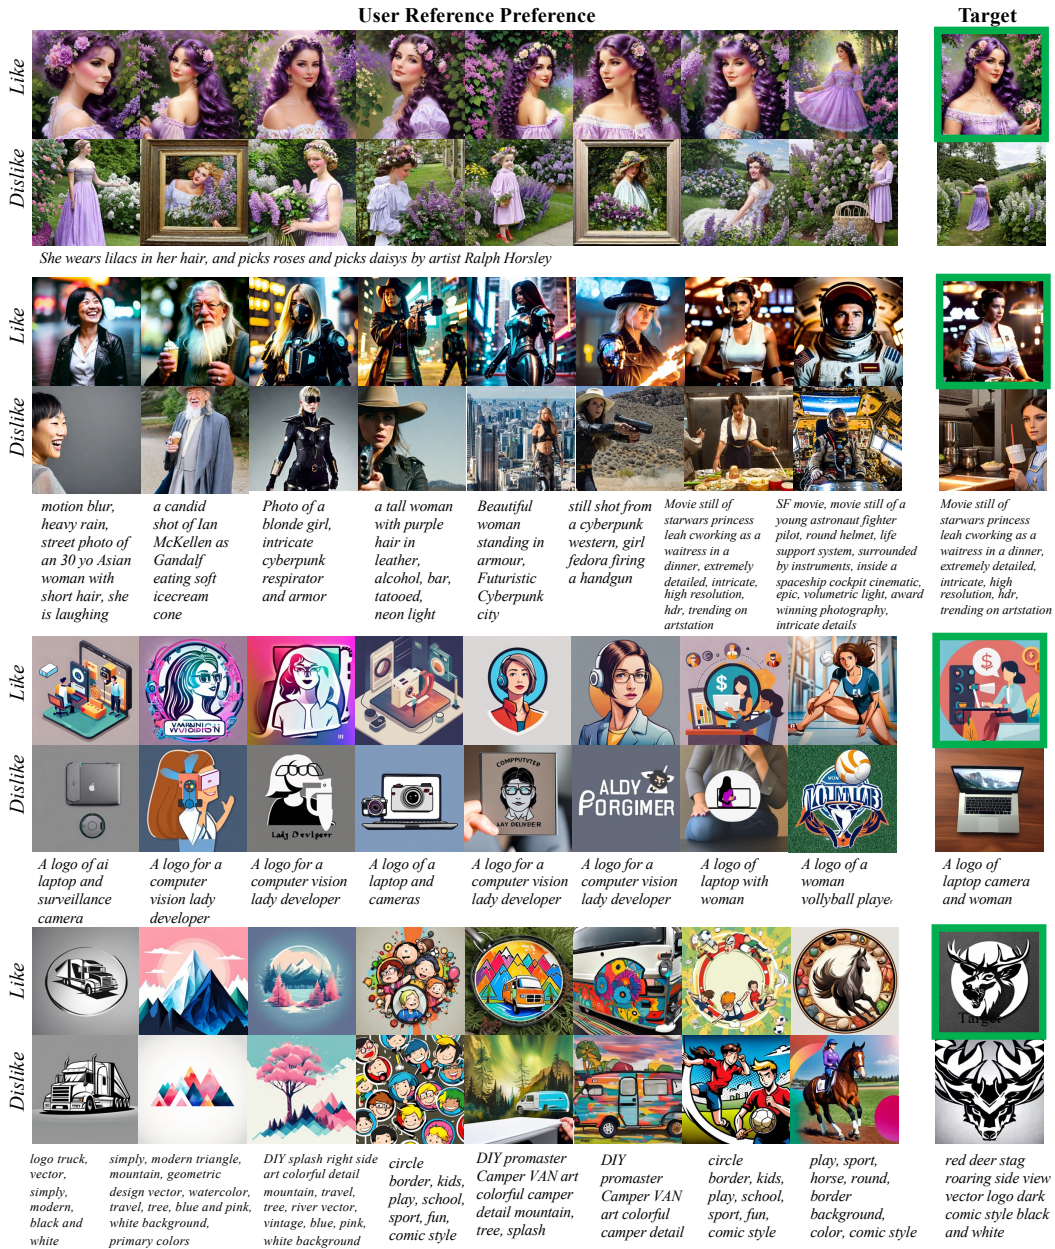 User Reference Preference
Target
Like
Dislike
She wears lilacs in her hair, and picks roses and picks daisys by artist Ralph Horsley
Like
Dislike
motion blur,
heavy rain,
street photo of
an 30 yo Asian
woman with
short hair, she
is laughing
a candid
shot of Ian
McKellen as
Gandalf
eating soft
icecream
cone
Photo of a
blonde girl,
intricate
cyberpunk
respirator
and armor
a tall woman
with purple
hair in
leather,
alcohol, bar,
tatooed,
neon light
Beautiful
woman
standing in
armour,
Futuristic
Cyberpunk
city
still shot from
a cyberpunk
western, girl
fedora firing
a handgun
Movie still of
starwars princess
leah cworking as a
waitress in a
dinner, extremely
detailed, intricate,
high resolution,
hdr, trending on
artstation
SF movie, movie still of a
young astronaut fighter
pilot, round helmet, life
support system, surrounded
by instruments, inside a
spaceship cockpit cinematic,
epic, volumetric light, award
winning photography,
intricate details
Movie still of
starwars princess
leah cworking as a
waitress in a dinner,
extremely detailed,
intricate, high
resolution, hdr,
trending on artstation
Like
$
$
Dislike
Lady
COMPPUTVTER
LAY DELNBER
ALDY
PORGIMER
A logo of ai
laptop and
surveillance
camera
A logo for a
computer
vision lady
developer
A logo for a
computer vision
lady developer
A logo of a
laptop and
cameras
A logo for a
computer vision
lady developer
A logo for a
computer vision
lady developer
A logo of
laptop with
woman
A logo of a
woman
vollyball player
A logo of
laptop camera
and woman
Like
Target
Dislike
logo truck,
vector,
simply,
modern,
black and
white
simply, modern triangle,
mountain, geometric
design vector, watercolor,
travel, tree, blue and pink,
white background,
primary colors
DIY splash right side
art colorful detail
mountain, travel,
tree, river vector,
vintage, blue, pink,
white background
circle
border, kids,
play, school,
sport, fun,
comic style
DIY promaster
Camper VAN art
colorful camper
detail mountain,
tree, splash
DIY
promaster
Camper VAN
art colorful
camper detail
circle
border, kids,
play, school,
sport, fun,
comic style
play, sport,
horse, round,
border
background,
color, comic style
red deer stag
roaring side view
vector logo dark
comic style black
and white